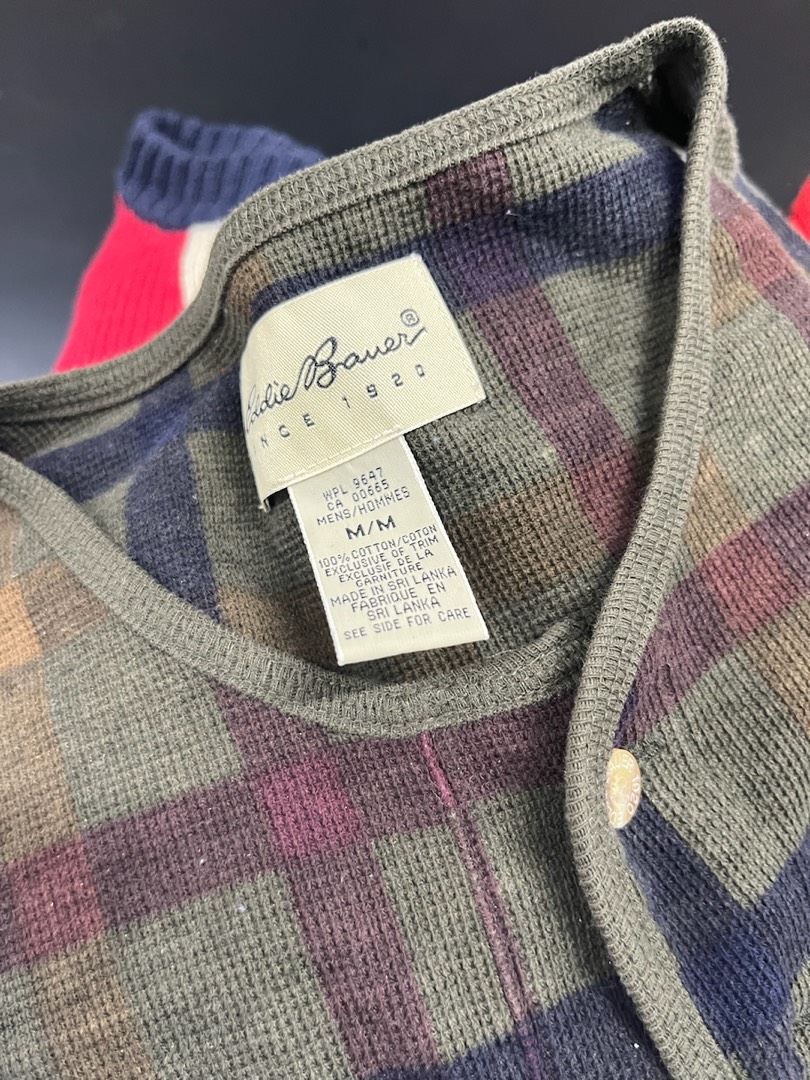 Eddie Bauer®
SINCE 1920
WPL 9647
CA 00665
MENS/HOMMES
M/M
100% COTTON/COTON
EXCLUSIVE OF TRIM
EXCLUSIF DE LA
GARNITURE
MADE IN SRI LANKA
FABRIQUE EN
SRI LANKA
SEE SIDE FOR CARE